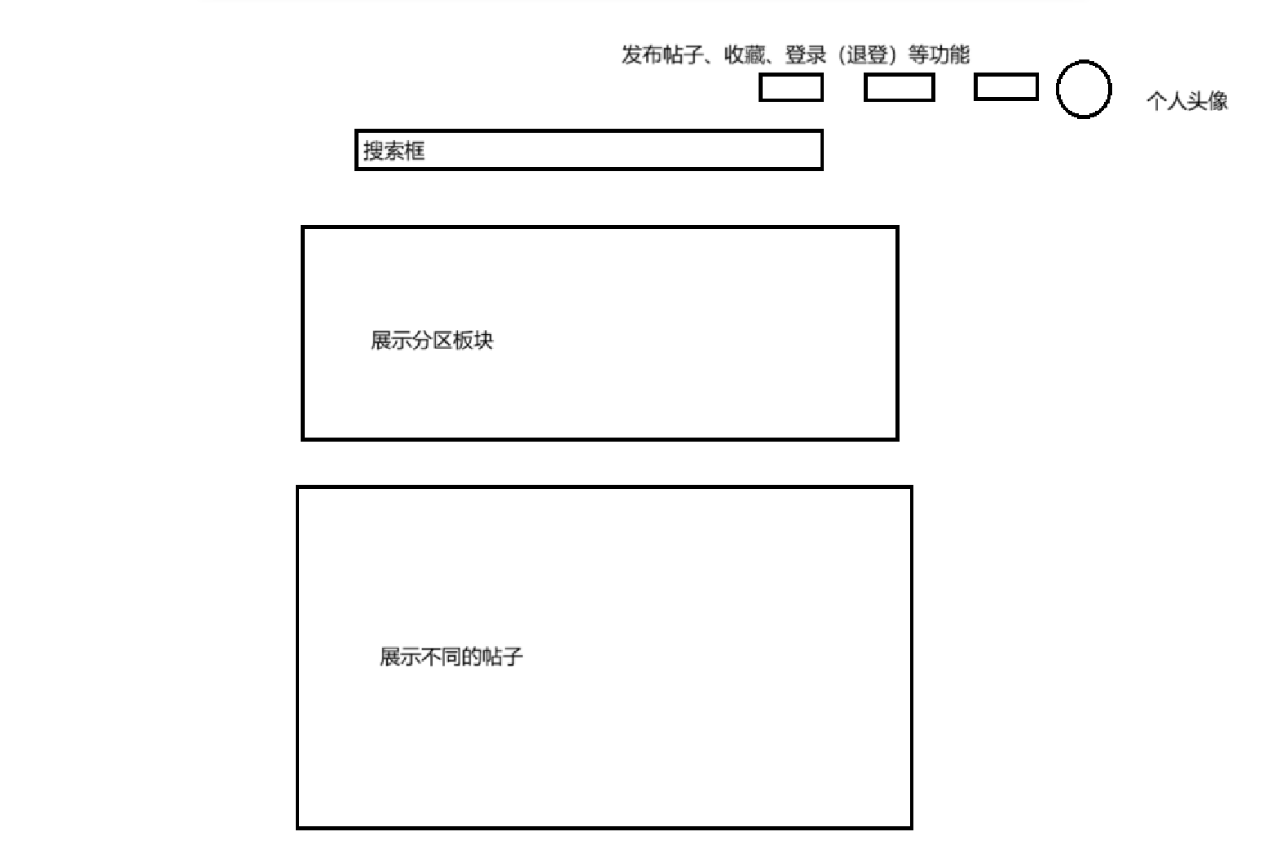 发布帖子、收藏、登录（退登）等功能
个人头像
搜索框
展示分区板块
展示不同的帖子